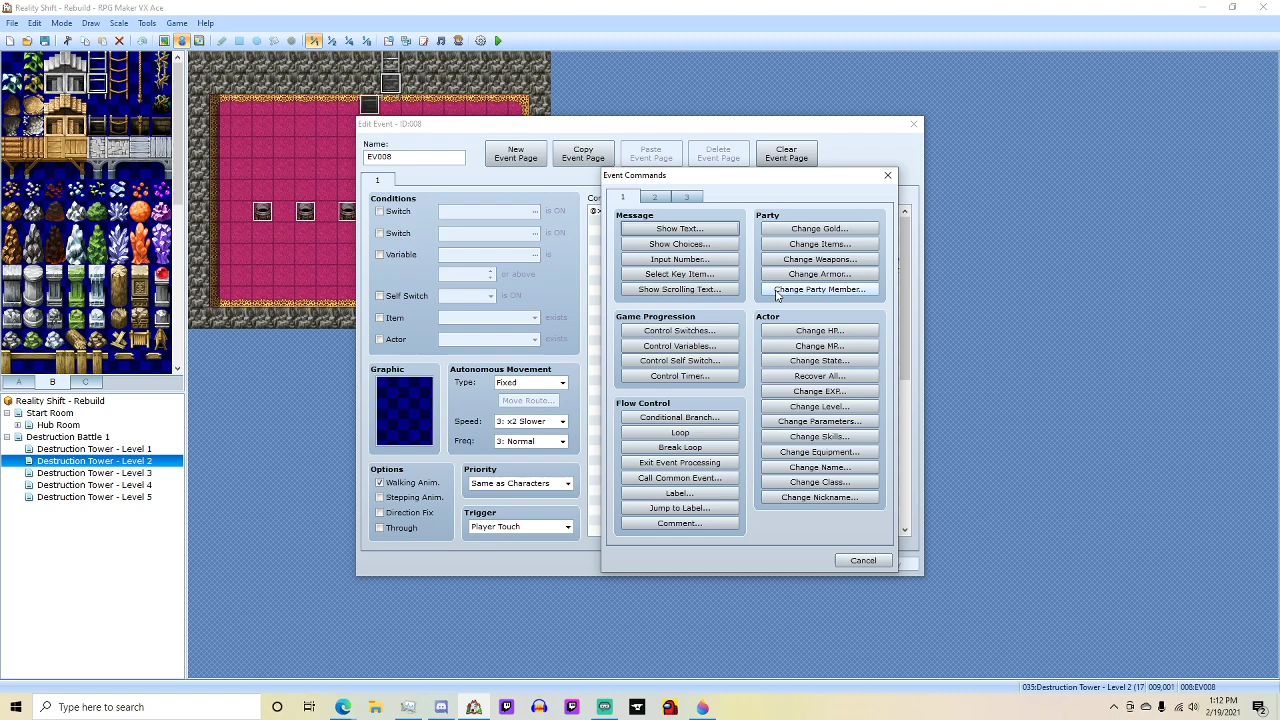 Reality Shift - Rebuild - RPG Maker VX Ace
File Edit Mode Draw Scale Tools Game Help
Edit Event - ID:008
Name:
EV008
New Event Page
Copy Event Page
Paste Event Page
Delete Event Page
Clear Event Page
1
Conditions
Switch ... is ON
Switch ... is ON
Variable ... is
or above
Self Switch is ON
Item exists
Actor exists
Graphic
Autonomous Movement
Type: Fixed
Move Route...
Speed: 3: x2 Slower
Freq: 3: Normal
Options
Walking Anim.
Stepping Anim.
Direction Fix
Through
Priority
Same as Characters
Trigger
Player Touch
@>
Event Commands
1 2 3
Message
Show Text...
Show Choices...
Input Number...
Select Key Item...
Show Scrolling Text...
Game Progression
Control Switches...
Control Variables...
Control Self Switch...
Control Timer...
Flow Control
Conditional Branch...
Loop
Break Loop
Exit Event Processing
Call Common Event...
Label...
Jump to Label...
Comment...
Party
Change Gold...
Change Items...
Change Weapons...
Change Armor...
Change Party Member...
Actor
Change HP...
Change MP...
Change State...
Recover All...
Change EXP...
Change Level...
Change Parameters...
Change Skills...
Change Equipment...
Change Name...
Change Class...
Change Nickname...
Cancel
A B C
Reality Shift - Rebuild
Start Room
Hub Room
Destruction Battle 1
Destruction Tower - Level 1
Destruction Tower - Level 2
Destruction Tower - Level 3
Destruction Tower - Level 4
Destruction Tower - Level 5
035:Destruction Tower - Level 2 (17 009,001 008:EV008
Type here to search
1:12 PM
2/19/2021